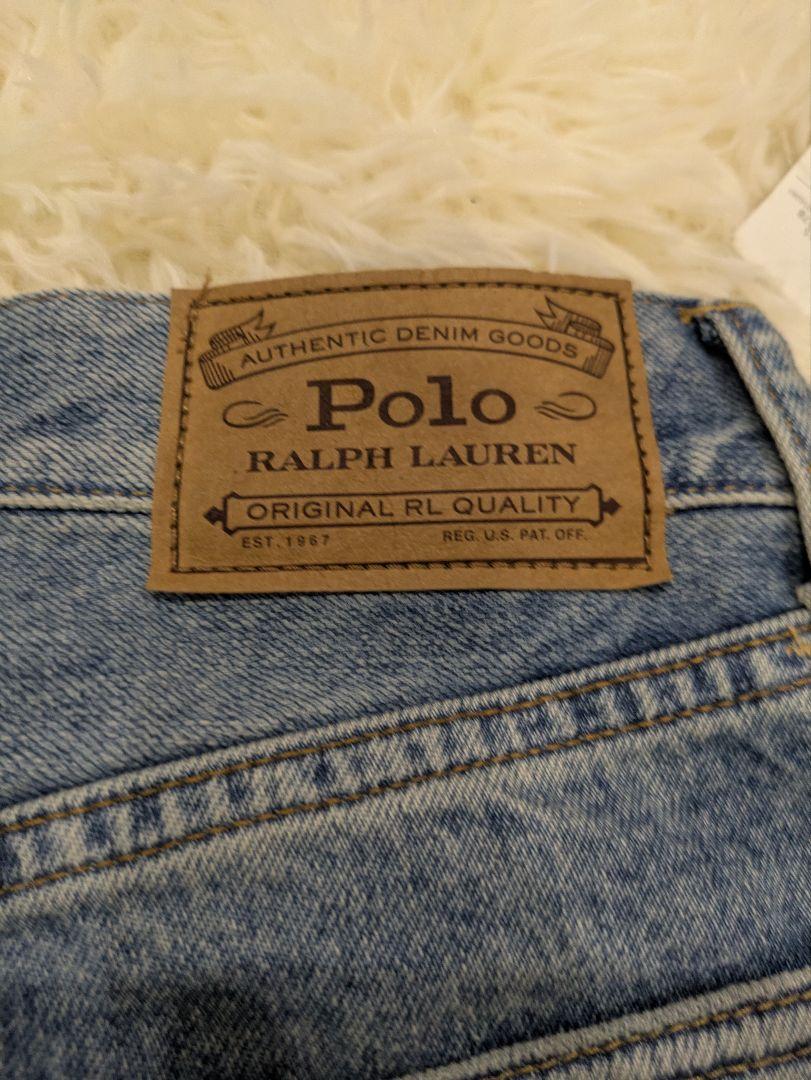 AUTHENTIC DENIM GOODS
Polo
RALPH LAUREN
ORIGINAL RL QUALITY
EST. 1967 REG. U.S. PAT. OFF.